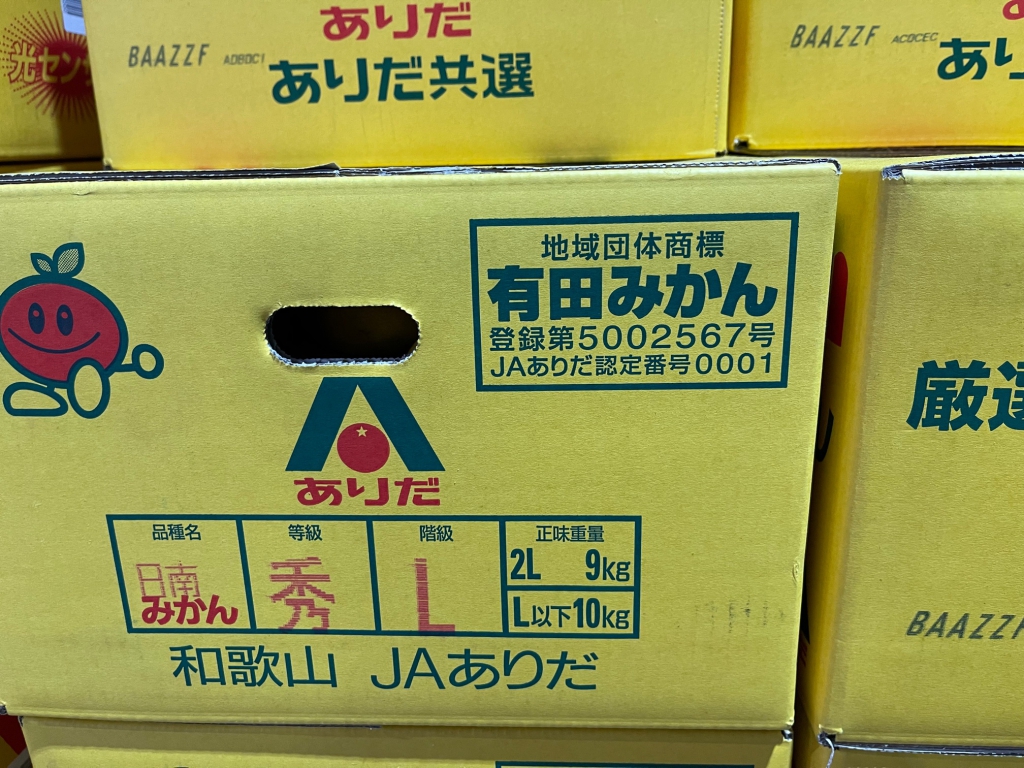 光セン
ありだ
BAAZZF ADBDC1
ありだ共選
BAAZZF ACDCEC
あり
地域団体商標
有田みかん
登録第5002567号
JAありだ認定番号0001
ありだ
品種名 等級 階級 正味重量
日南 秀 L 2L 9kg
みかん L以下10kg
和歌山 JAありだ
厳選
BAAZZF